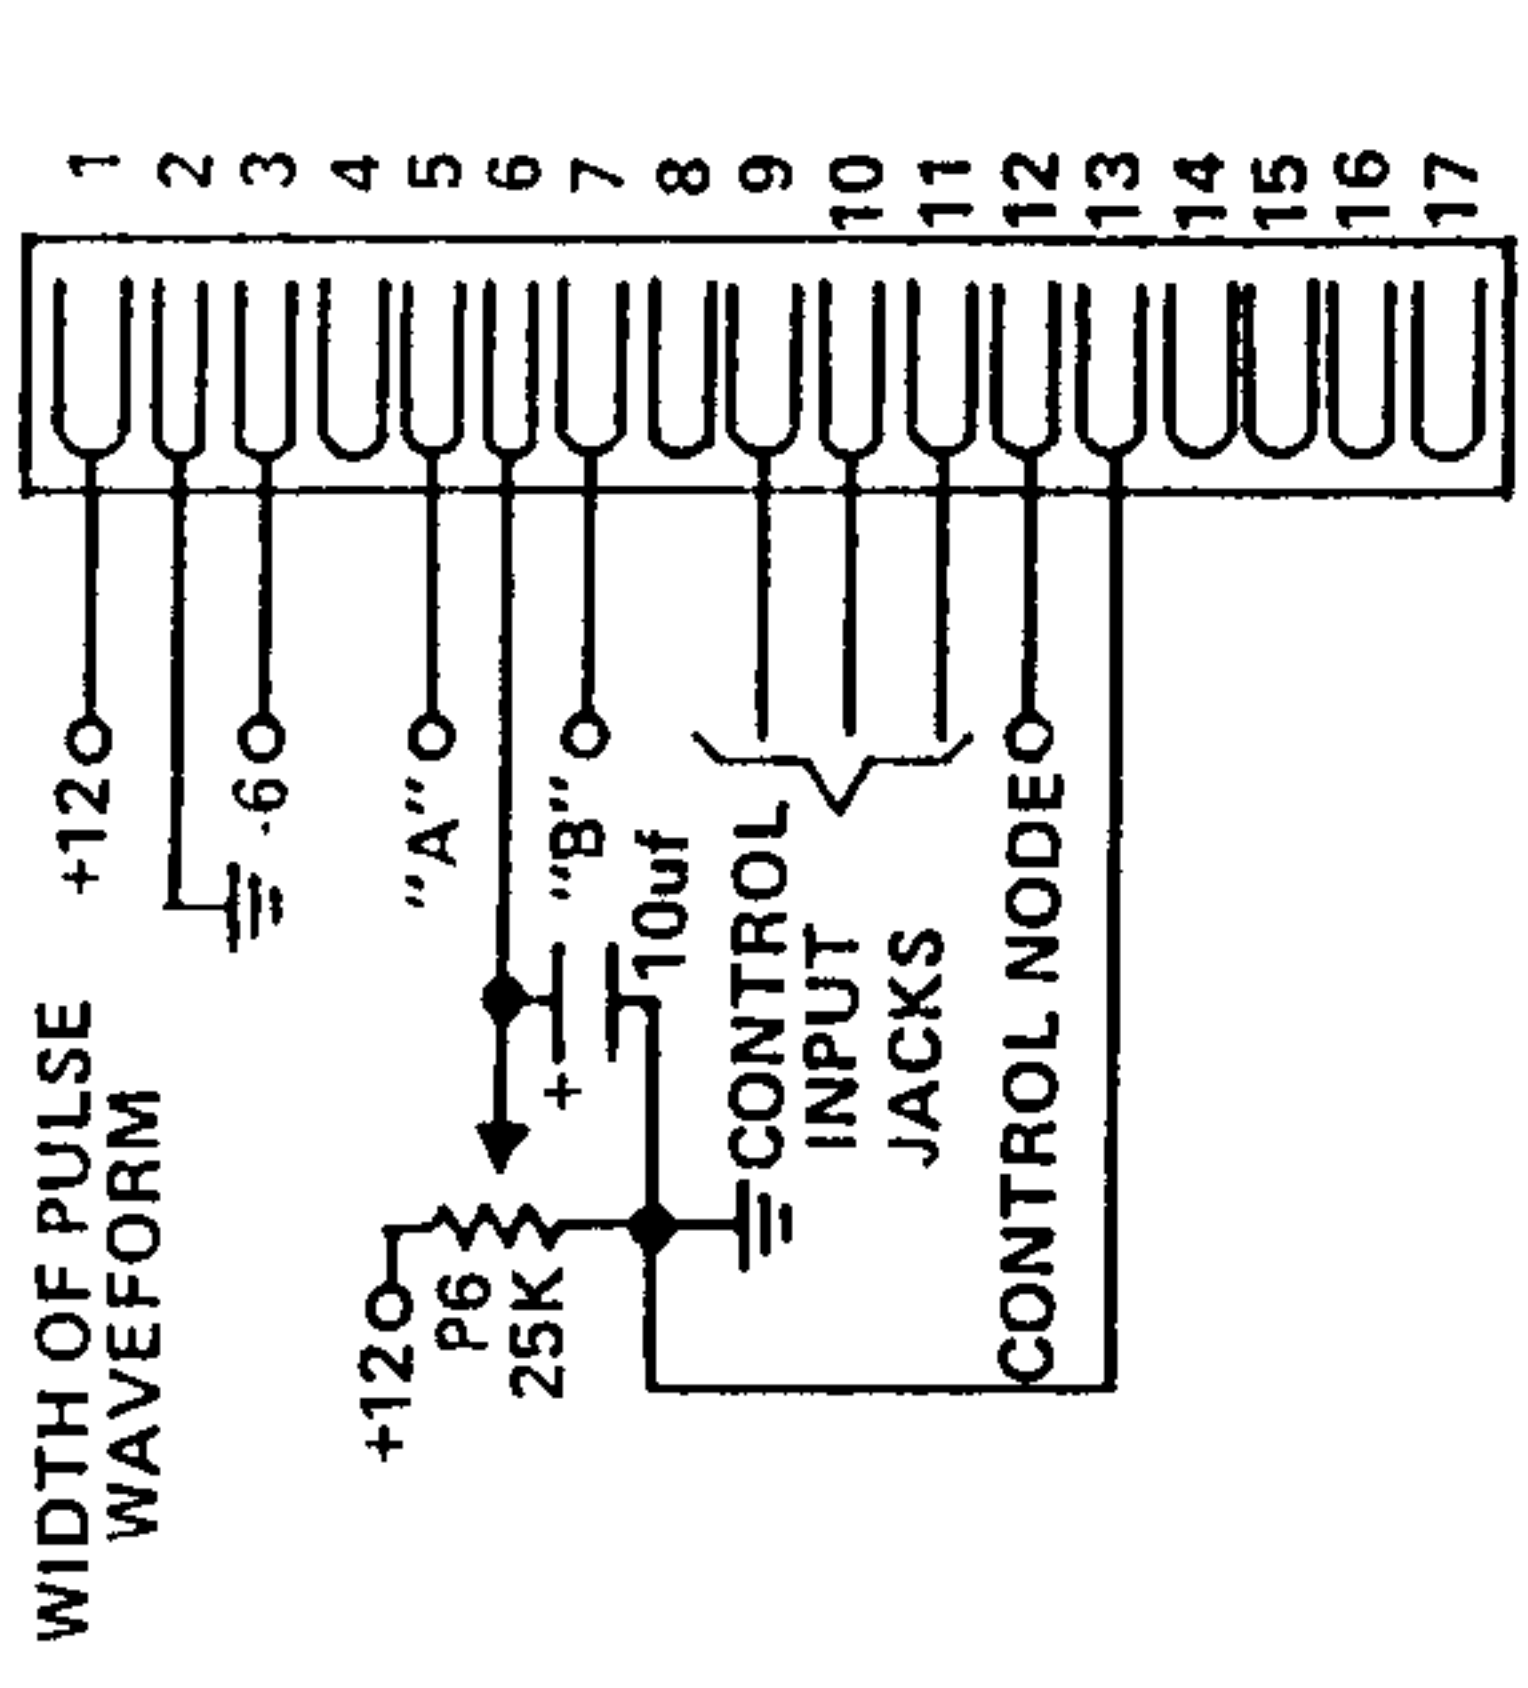 WIDTH OF PULSE
WAVEFORM
+12
-6
"A"
"B"
10uf
+
+12
P6
25K
CONTROL
INPUT
JACKS
CONTROL NODE
1
2
3
4
5
6
7
8
9
10
11
12
13
14
15
16
17